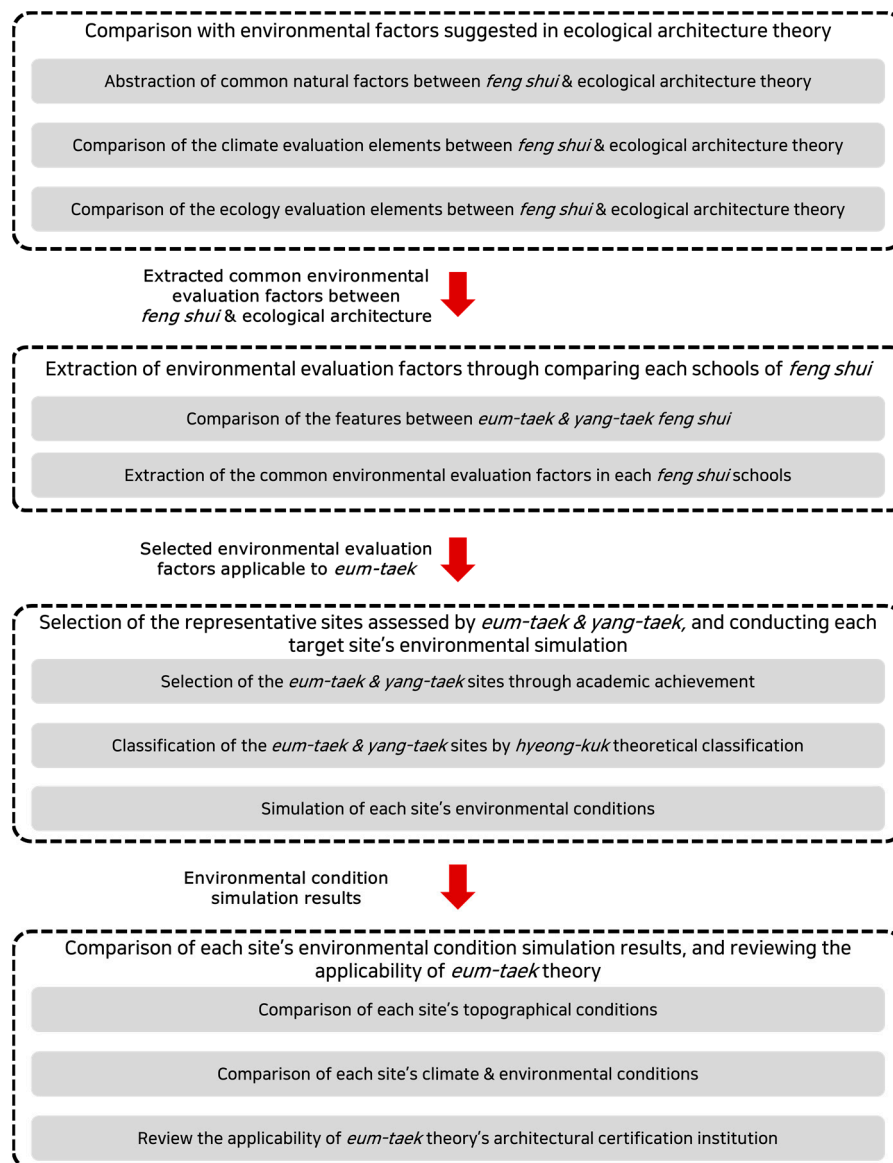 Comparison with environmental factors suggested in ecological architecture theory
Abstraction of common natural factors between feng shui & ecological architecture theory
Comparison of the climate evaluation elements between feng shui & ecological architecture theory
Comparison of the ecology evaluation elements between feng shui & ecological architecture theory
Extracted common environmental
evaluation factors between
feng shui & ecological architecture
Extraction of environmental evaluation factors through comparing each schools of feng shui
Comparison of the features between eum-taek & yang-taek feng shui
Extraction of the common environmental evaluation factors in each feng shui schools
Selected environmental evaluation
factors applicable to eum-taek
Selection of the representative sites assessed by eum-taek & yang-taek, and conducting each
target site's environmental simulation
Selection of the eum-taek & yang-taek sites through academic achievement
Classification of the eum-taek & yang-taek sites by hyeong-kuk theoretical classification
Simulation of each site's environmental conditions
Environmental condition
simulation results
Comparison of each site's environmental condition simulation results, and reviewing the
applicability of eum-taek theory
Comparison of each site's topographical conditions
Comparison of each site's climate & environmental conditions
Review the applicability of eum-taek theory's architectural certification institution